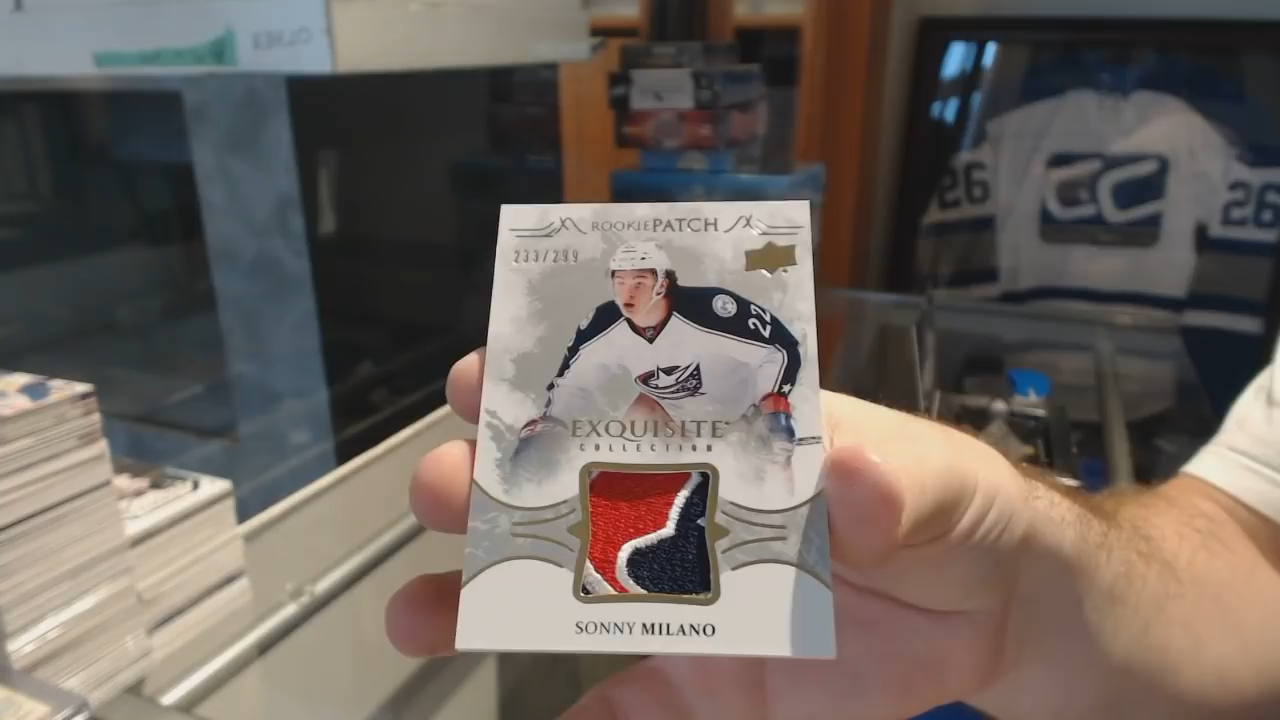 ROOKIE PATCH
233/299
22
EXQUISITE
COLLECTION
SONNY MILANO
26
26